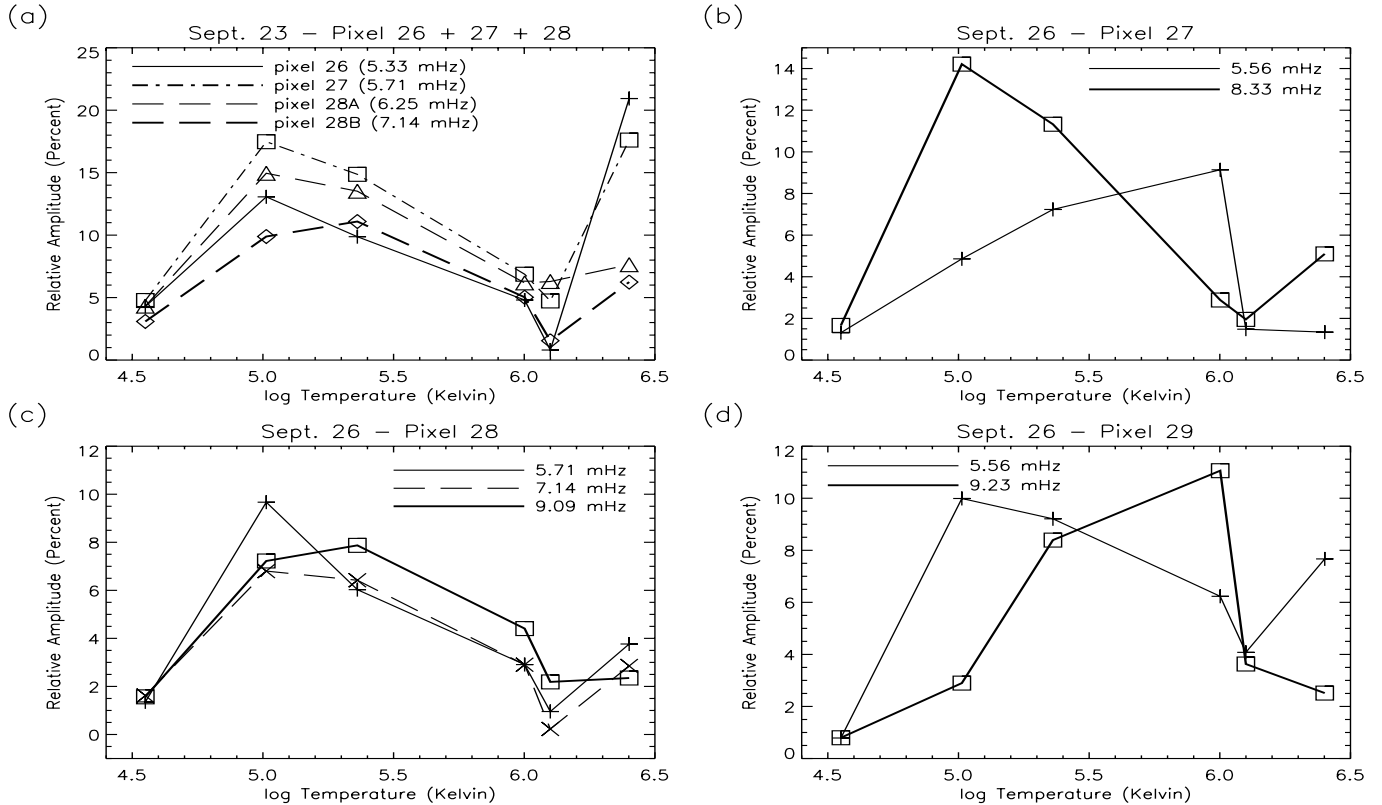 (a)
Sept. 23 – Pixel 26 + 27 + 28
pixel 26 (5.33 mHz)
pixel 27 (5.71 mHz)
pixel 28A (6.25 mHz)
pixel 28B (7.14 mHz)
Relative Amplitude (Percent)
25
20
15
10
5
0
4.5 5.0 5.5 6.0 6.5
log Temperature (Kelvin)
(b)
Sept. 26 – Pixel 27
5.56 mHz
8.33 mHz
Relative Amplitude (Percent)
14
12
10
8
6
4
2
0
4.5 5.0 5.5 6.0 6.5
log Temperature (Kelvin)
(c)
Sept. 26 – Pixel 28
5.71 mHz
7.14 mHz
9.09 mHz
Relative Amplitude (Percent)
12
10
8
6
4
2
0
4.5 5.0 5.5 6.0 6.5
log Temperature (Kelvin)
(d)
Sept. 26 – Pixel 29
5.56 mHz
9.23 mHz
Relative Amplitude (Percent)
12
10
8
6
4
2
0
4.5 5.0 5.5 6.0 6.5
log Temperature (Kelvin)